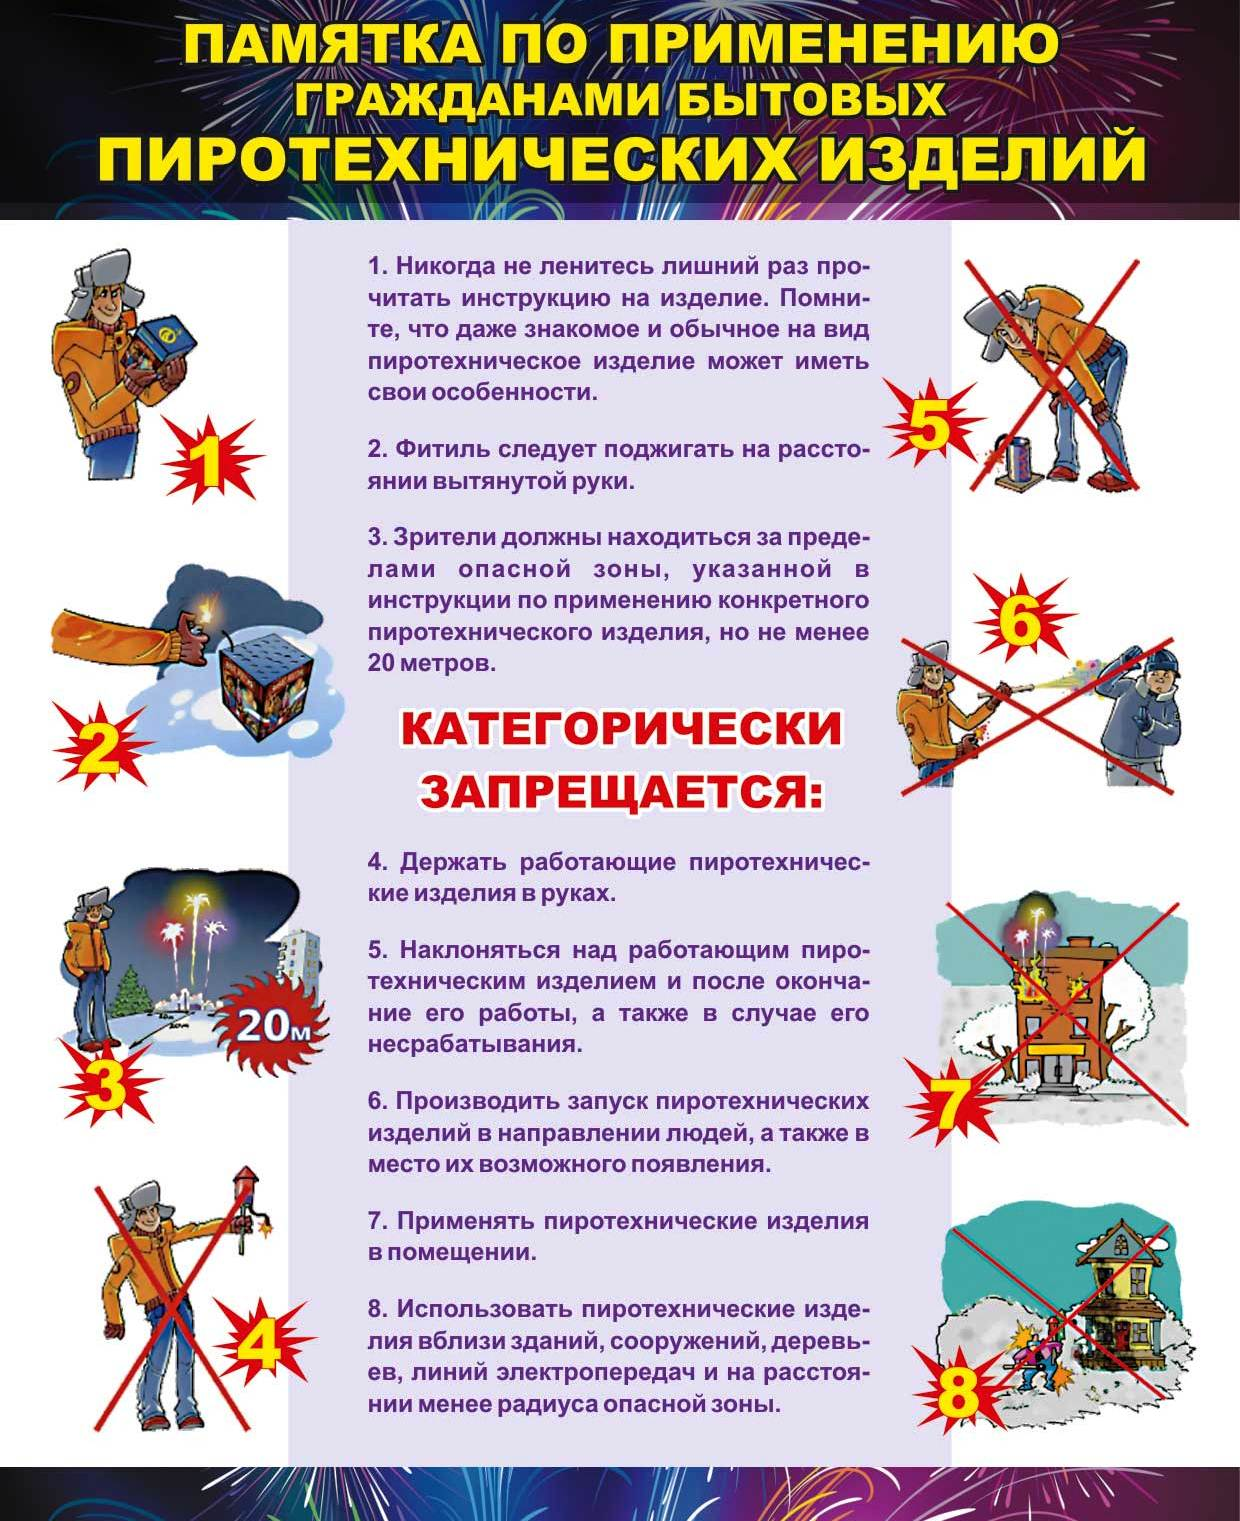 ПАМЯТКА ПО ПРИМЕНЕНИЮ
ГРАЖДАНАМИ БЫТОВЫХ
ПИРОТЕХНИЧЕСКИХ ИЗДЕЛИЙ
1. Никогда не ленитесь лишний раз про-
читать инструкцию на изделие. Помни-
те, что даже знакомое и обычное на вид
пиротехническое изделие может иметь
свои особенности.
2. Фитиль следует поджигать на рассто-
янии вытянутой руки.
3. Зрители должны находиться за преде-
лами опасной зоны, указанной в
инструкции по применению конкретного
пиротехнического изделия, но не менее
20 метров.
КАТЕГОРИЧЕСКИ
ЗАПРЕЩАЕТСЯ:
4. Держать работающие пиротехничес-
кие изделия в руках.
5. Наклоняться над работающим пиро-
техническим изделием и после оконча-
ние его работы, а также в случае его
несрабатывания.
6. Производить запуск пиротехнических
изделий в направлении людей, а также в
место их возможного появления.
7. Применять пиротехнические изделия
в помещении.
8. Использовать пиротехнические изде-
лия вблизи зданий, сооружений, деревь-
ев, линий электропередач и на расстоя-
нии менее радиуса опасной зоны.
1
2
20м
3
4
5
6
7
8